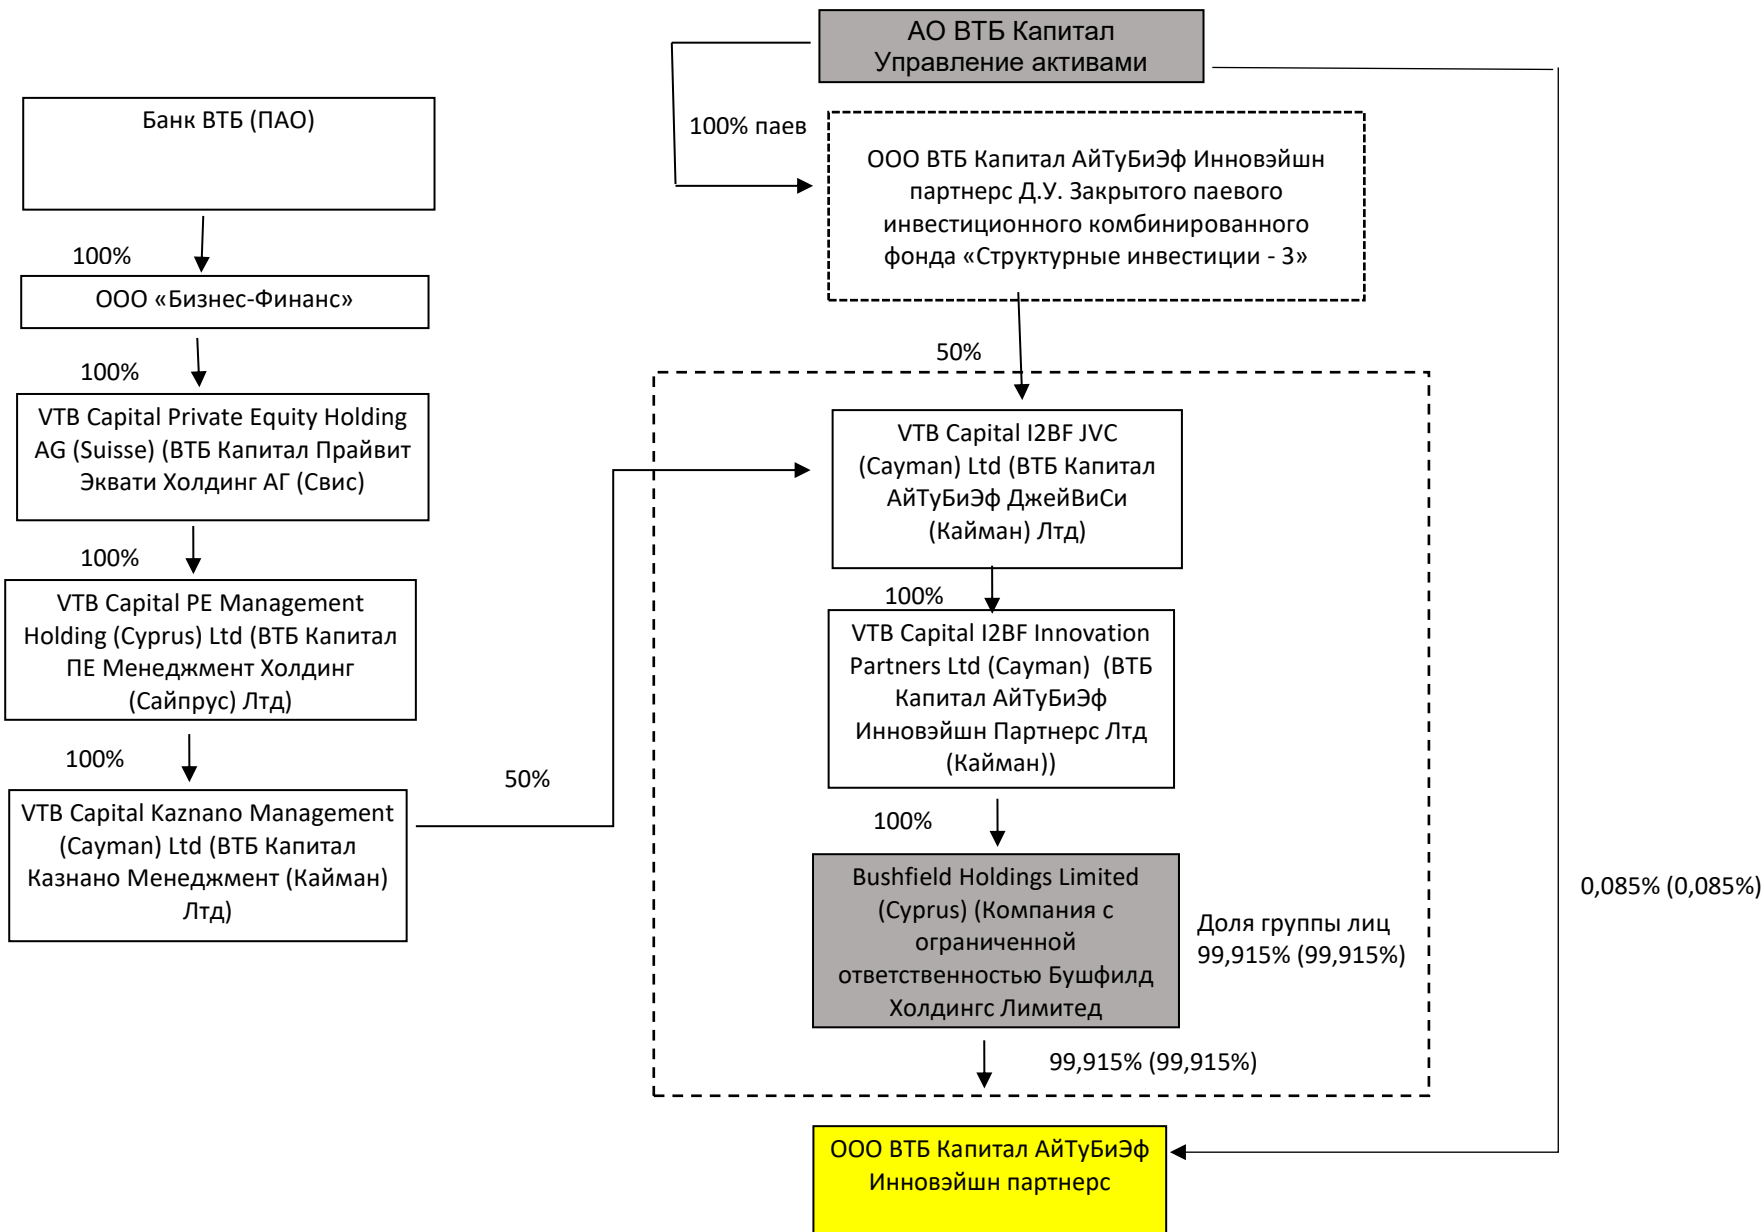 АО ВТБ Капитал
Управление активами
Банк ВТБ (ПАО)
100% паев
ООО ВТБ Капитал АйТуБиЭф Инновэйшн
партнерс Д.У. Закрытого паевого
инвестиционного комбинированного
фонда «Структурные инвестиции - 3»
100%
ООО «Бизнес-Финанс»
50%
100%
VTB Capital Private Equity Holding
AG (Suisse) (ВТБ Капитал Прайвит
Эквати Холдинг АГ (Свис)
VTB Capital I2BF JVC
(Cayman) Ltd (ВТБ Капитал
АйТуБиЭф ДжейВиСи
(Кайман) Лтд)
100%
VTB Capital PE Management
Holding (Cyprus) Ltd (ВТБ Капитал
ПЕ Менеджмент Холдинг
(Сайпрус) Лтд)
100%
VTB Capital I2BF Innovation
Partners Ltd (Cayman) (ВТБ
Капитал АйТуБиЭф
Инновэйшн Партнерс Лтд
(Кайман))
100%
50%
VTB Capital Kaznano Management
(Cayman) Ltd (ВТБ Капитал
Казнано Менеджмент (Кайман)
Лтд)
100%
Bushfield Holdings Limited
(Cyprus) (Компания с
ограниченной
ответственностью Бушфилд
Холдингс Лимитед
Доля группы лиц
99,915% (99,915%)
0,085% (0,085%)
99,915% (99,915%)
ООО ВТБ Капитал АйТуБиЭф
Инновэйшн партнерс